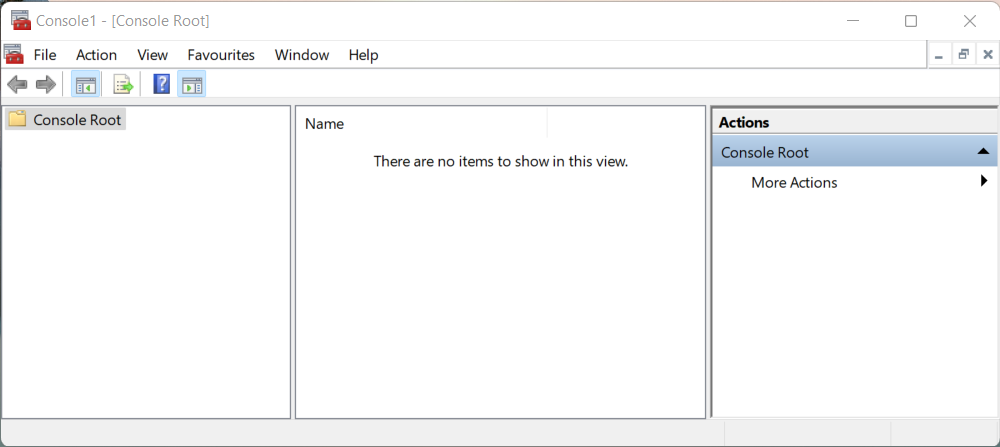 Console1 - [Console Root]
File Action View Favourites Window Help
Console Root
Name
There are no items to show in this view.
Actions
Console Root
More Actions